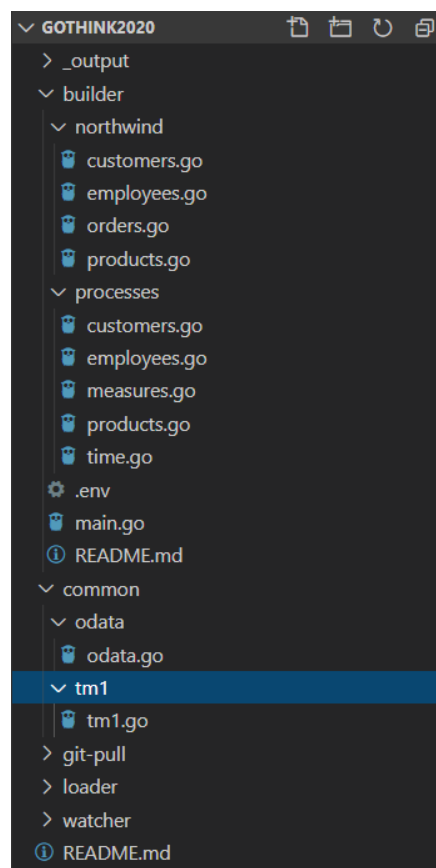 GOTHINK2020
_output
builder
northwind
customers.go
employees.go
orders.go
products.go
processes
customers.go
employees.go
measures.go
products.go
time.go
.env
main.go
README.md
common
odata
odata.go
tm1
tm1.go
git-pull
loader
watcher
README.md